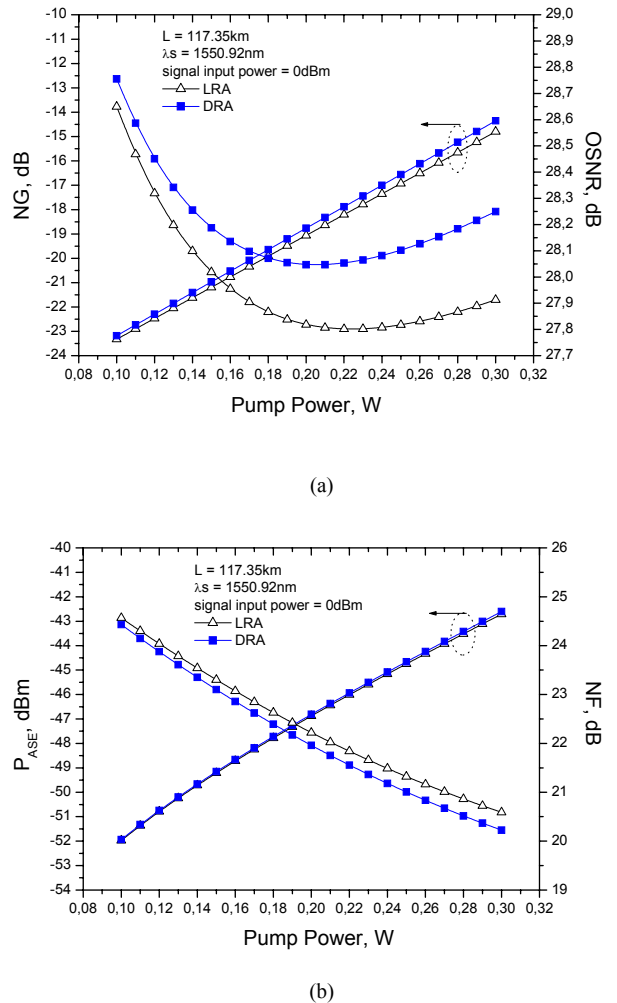 -10
-11
-12
-13
-14
-15
-16
-17
-18
-19
-20
-21
-22
-23
-24
NG, dB
L = 117.35km
λs = 1550.92nm
signal input power = 0dBm
LRA
DRA
29,0
28,9
28,8
28,7
28,6
28,5
28,4
28,3
28,2
28,1
28,0
27,9
27,8
27,7
OSNR, dB
0,08 0,10 0,12 0,14 0,16 0,18 0,20 0,22 0,24 0,26 0,28 0,30 0,32
Pump Power, W
(a)
-40
-41
-42
-43
-44
-45
-46
-47
-48
-49
-50
-51
-52
-53
-54
P_ASE, dBm
L = 117.35km
λs = 1550.92nm
signal input power = 0dBm
LRA
DRA
26
25
24
23
22
21
20
19
NF, dB
0,08 0,10 0,12 0,14 0,16 0,18 0,20 0,22 0,24 0,26 0,28 0,30 0,32
Pump Power, W
(b)